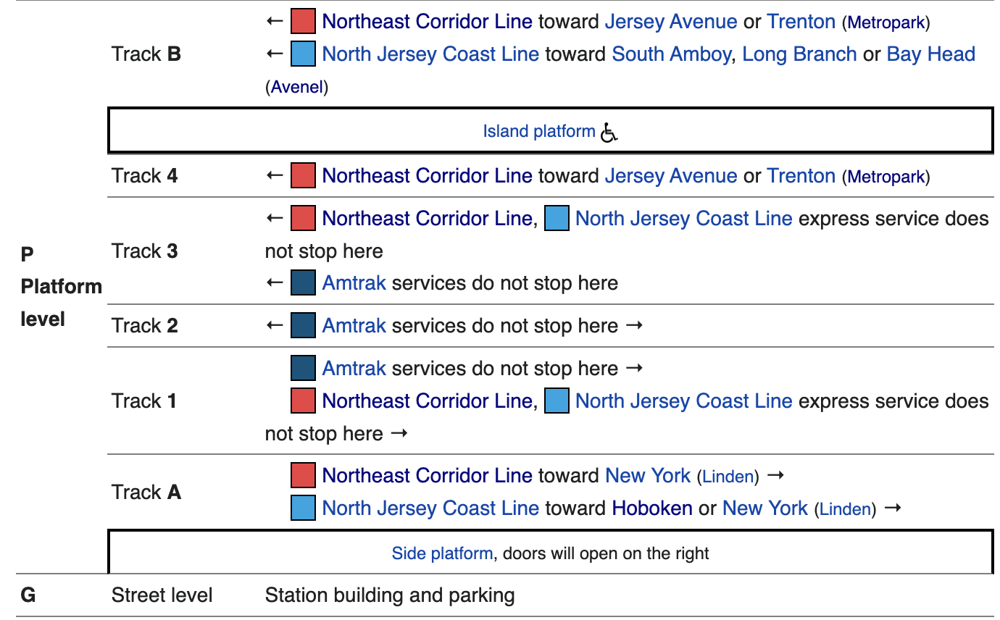 ← Northeast Corridor Line toward Jersey Avenue or Trenton (Metropark)
Track B
← North Jersey Coast Line toward South Amboy, Long Branch or Bay Head
(Avenel)
Island platform
Track 4
← Northeast Corridor Line toward Jersey Avenue or Trenton (Metropark)
P
Platform
level
← Northeast Corridor Line, North Jersey Coast Line express service does
Track 3
not stop here
← Amtrak services do not stop here
Track 2
← Amtrak services do not stop here →
Amtrak services do not stop here →
Track 1
Northeast Corridor Line, North Jersey Coast Line express service does
not stop here →
Track A
Northeast Corridor Line toward New York (Linden) →
North Jersey Coast Line toward Hoboken or New York (Linden) →
Side platform, doors will open on the right
G
Street level
Station building and parking